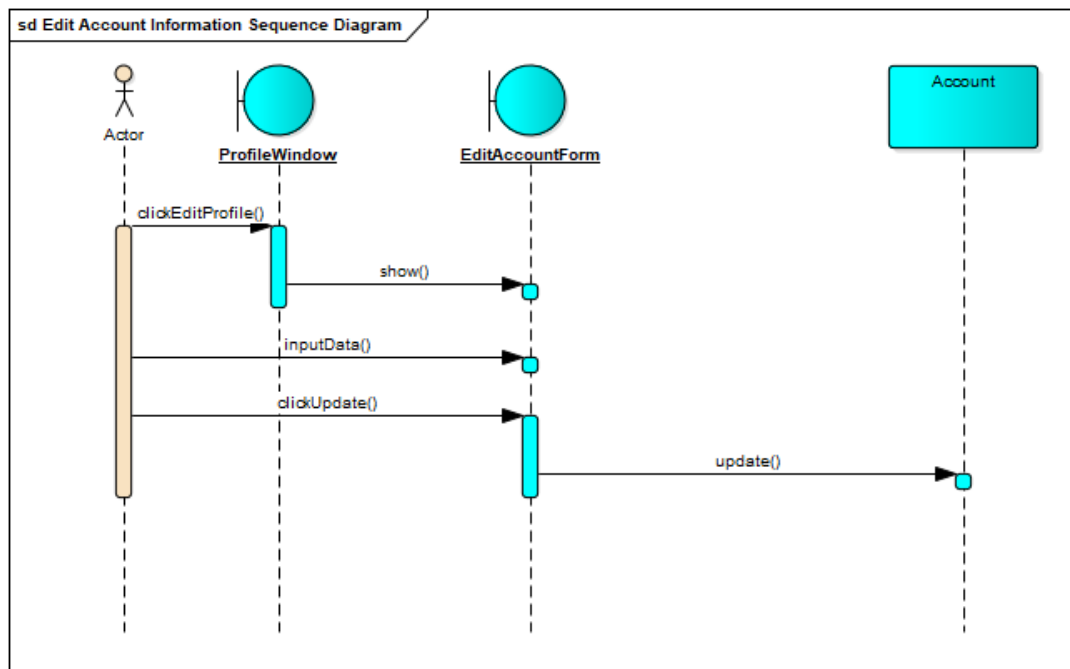 sd Edit Account Information Sequence Diagram
Actor
ProfileWindow
EditAccountForm
Account
clickEditProfile()
show()
inputData()
clickUpdate()
update()